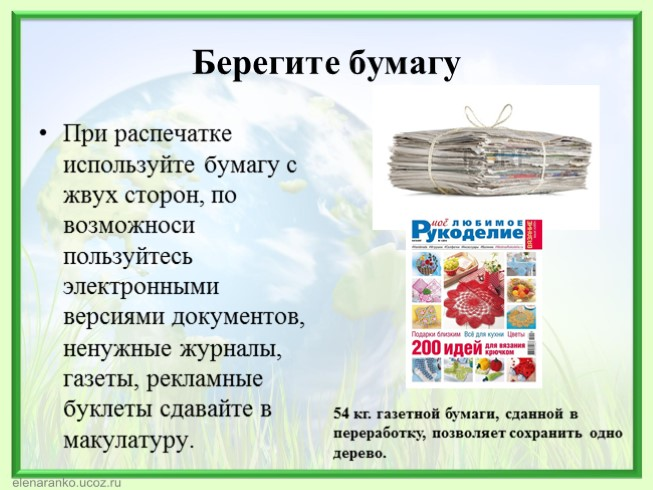 Берегите бумагу
• При распечатке
используйте бумагу с
жвух сторон, по
возможноси
пользуйтесь
электронными
версиями документов,
ненужные журналы,
газеты, рекламные
буклеты сдавайте в
макулатуру.
моё ЛЮБИМОЕ
Рукоделие
ВЯЗАНИЕ
Подарки близким Всё для кухни Цветы
200 идей для вязания
крючком
54 кг. газетной бумаги, сданной в
переработку, позволяет сохранить одно
дерево.
elenaranko.ucoz.ru